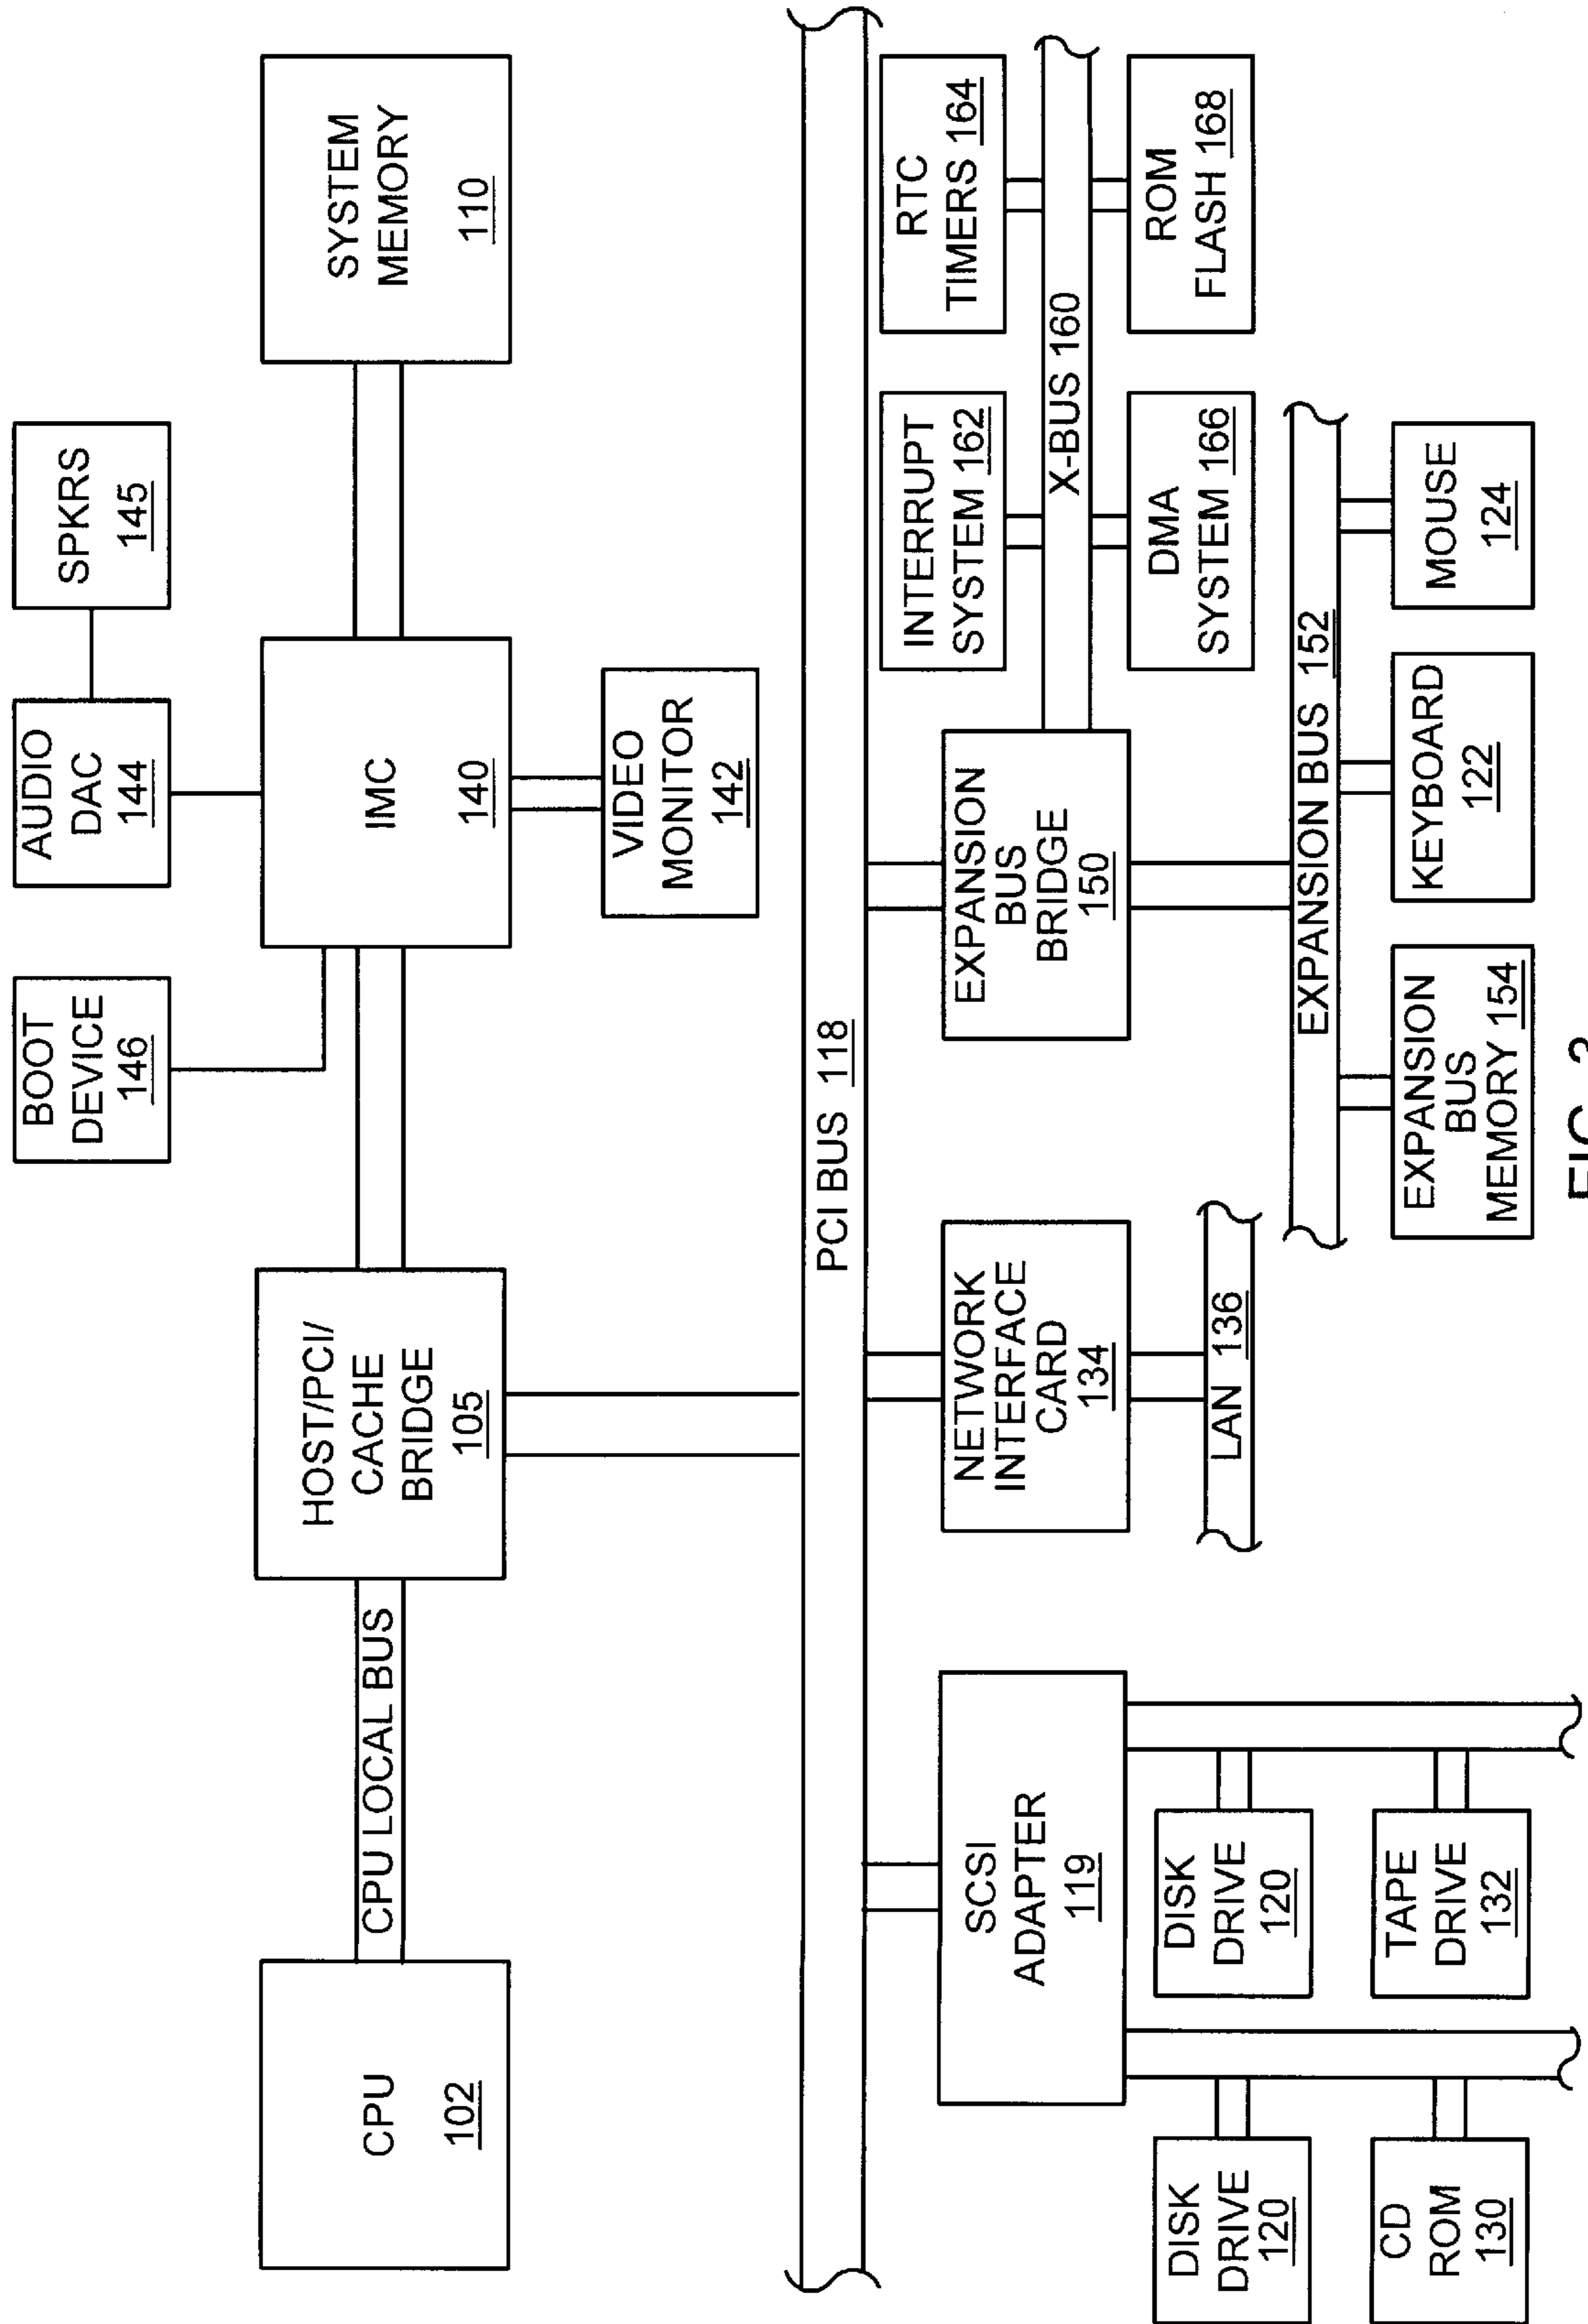 BOOT
DEVICE
146
AUDIO
DAC
144
SPKRS
145
CPU
102
CPU LOCAL BUS
HOST/PCI/
CACHE
BRIDGE
105
IMC
140
SYSTEM
MEMORY
110
VIDEO
MONITOR
142
PCI BUS 118
SCSI
ADAPTER
119
NETWORK
INTERFACE
CARD
134
EXPANSION
BUS
BRIDGE
150
INTERRUPT
SYSTEM 162
RTC
TIMERS 164
X-BUS 160
DMA
SYSTEM 166
ROM
FLASH 168
LAN 136
DISK
DRIVE
120
DISK
DRIVE
120
EXPANSION BUS 152
CD
ROM
130
TAPE
DRIVE
132
EXPANSION
BUS
MEMORY 154
KEYBOARD
122
MOUSE
124
FIG.